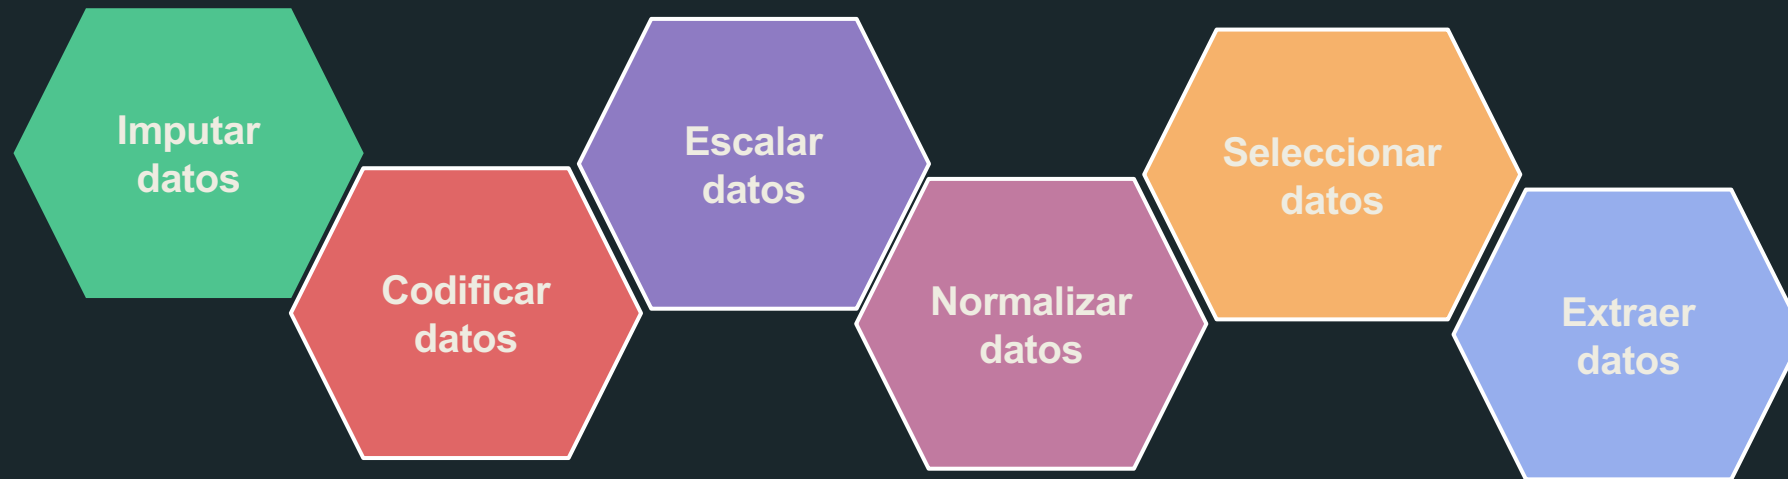 Imputar
datos
Codificar
datos
Escalar
datos
Normalizar
datos
Seleccionar
datos
Extraer
datos